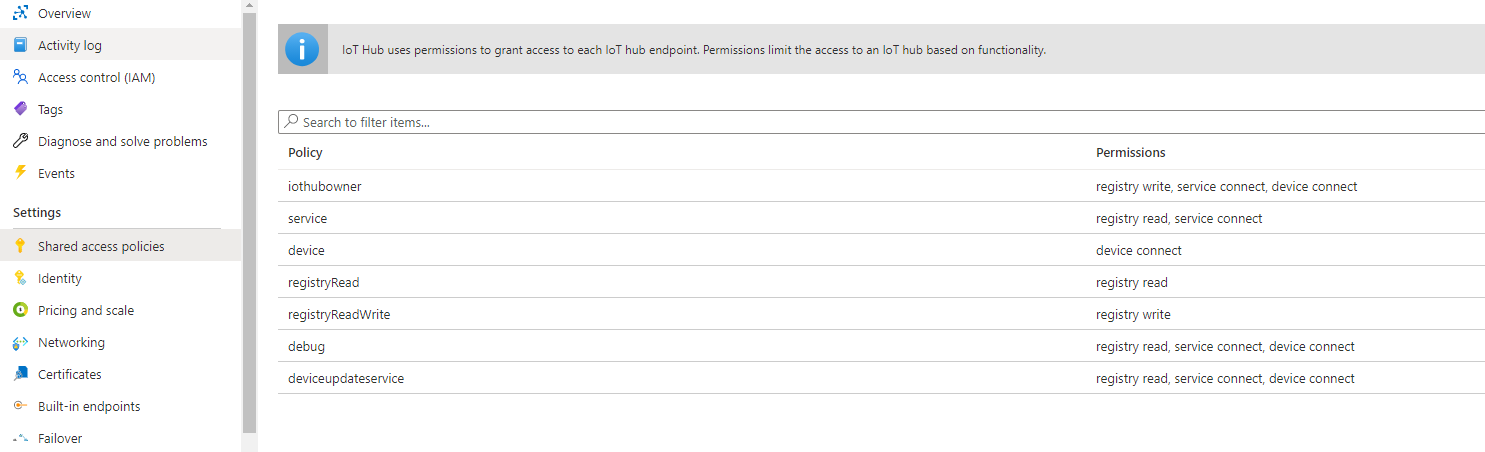 Overview
Activity log
Access control (IAM)
Tags
Diagnose and solve problems
Events
Settings
Shared access policies
Identity
Pricing and scale
Networking
Certificates
Built-in endpoints
Failover
IoT Hub uses permissions to grant access to each IoT hub endpoint. Permissions limit the access to an IoT hub based on functionality.
Search to filter items...
Policy Permissions
iothubowner registry write, service connect, device connect
service registry read, service connect
device device connect
registryRead registry read
registryReadWrite registry write
debug registry read, service connect, device connect
deviceupdateservice registry read, service connect, device connect